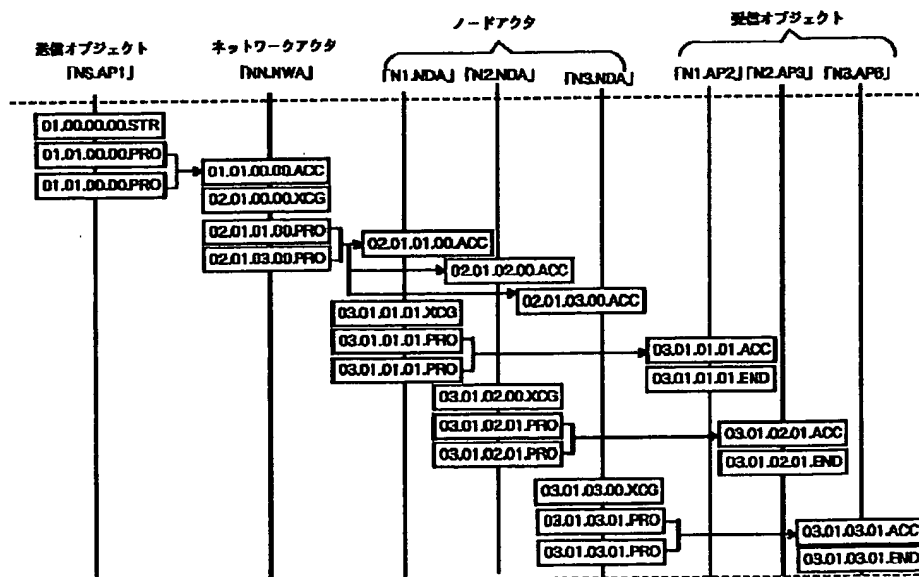 ノードアクタ
受信オブジェクト
送信オブジェクト
ネットワークアクタ
「NS.AP1」
「NN.NWA」
「N1.NDA」
「N2.NDA」
「N3.NDA」
「N1.AP2」
「N2.AP3」
「N3.AP6」
01.00.00.00.STR
01.01.00.00.PRO
01.01.00.00.PRO
01.01.00.00.ACC
02.01.00.00.XCG
02.01.01.00.PRO
02.01.03.00.PRO
02.01.01.00.ACC
02.01.02.00.ACC
02.01.03.00.ACC
03.01.01.01.XCG
03.01.01.01.PRO
03.01.01.01.PRO
03.01.01.01.ACC
03.01.01.01.END
03.01.02.00.XCG
03.01.02.01.PRO
03.01.02.01.PRO
03.01.02.01.ACC
03.01.02.01.END
03.01.03.00.XCG
03.01.03.01.PRO
03.01.03.01.PRO
03.01.03.01.ACC
03.01.03.01.END